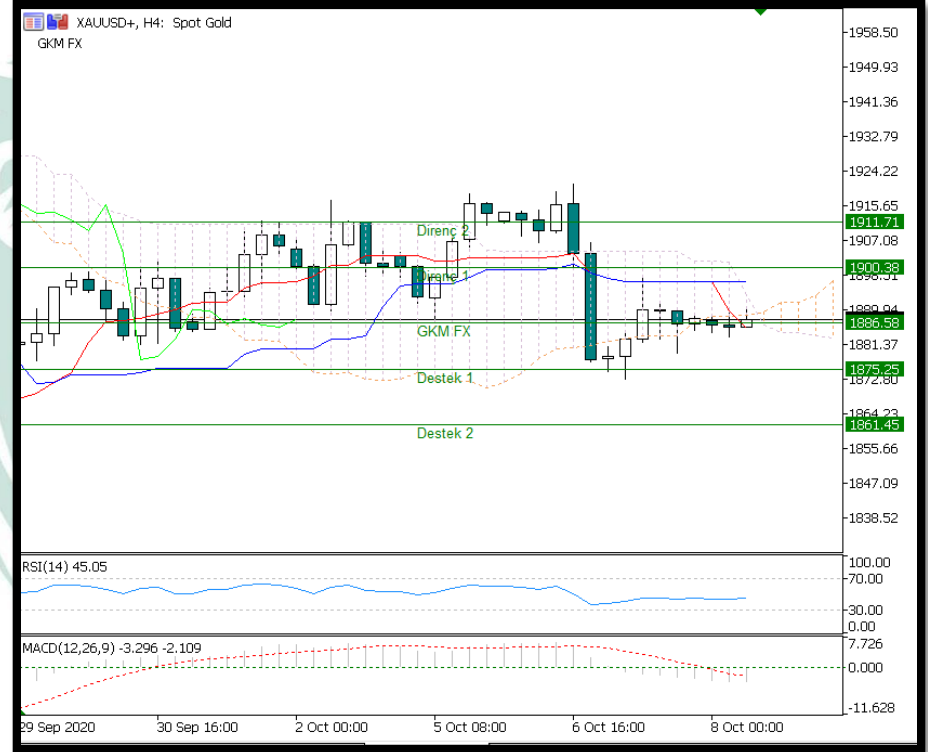 XAUUSD+, H4: Spot Gold
GKM FX
1958.50
1949.93
1941.36
1932.79
1924.22
1915.65
1911.71
Direnç 2
1907.08
1900.38
Direnç 1
1886.58
GKM FX
1881.37
1875.25
Destek 1
1872.80
1864.23
1861.45
Destek 2
1855.66
1847.09
1838.52
RSI(14) 45.05
100.00
70.00
30.00
0.00
MACD(12,26,9) -3.296 -2.109
7.726
0.000
-11.628
29 Sep 2020 30 Sep 16:00 2 Oct 00:00 5 Oct 08:00 6 Oct 16:00 8 Oct 00:00